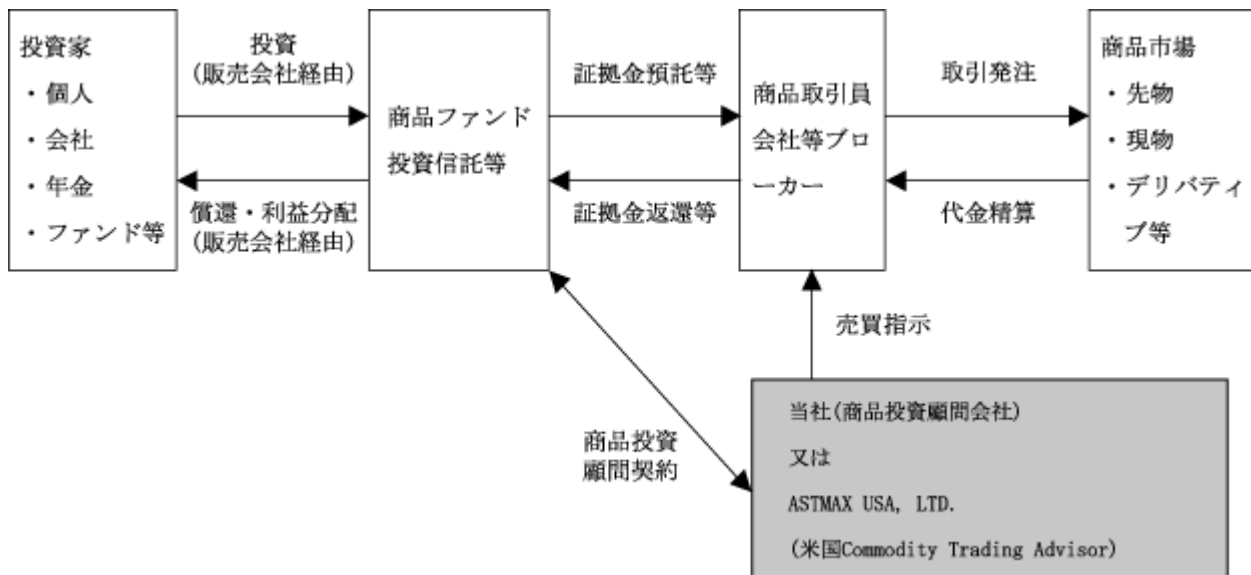 投資家
・個人
・会社
・年金
・ファンド等
投資
(販売会社経由)
償還・利益分配
(販売会社経由)
商品ファンド
投資信託等
証拠金預託等
証拠金返還等
商品取引員
会社等ブロ
ーカー
取引発注
代金精算
商品市場
・先物
・現物
・デリバティ
ブ等
売買指示
商品投資
顧問契約
当社(商品投資顧問会社)
又は
ASTMAX USA, LTD.
(米国Commodity Trading Advisor)